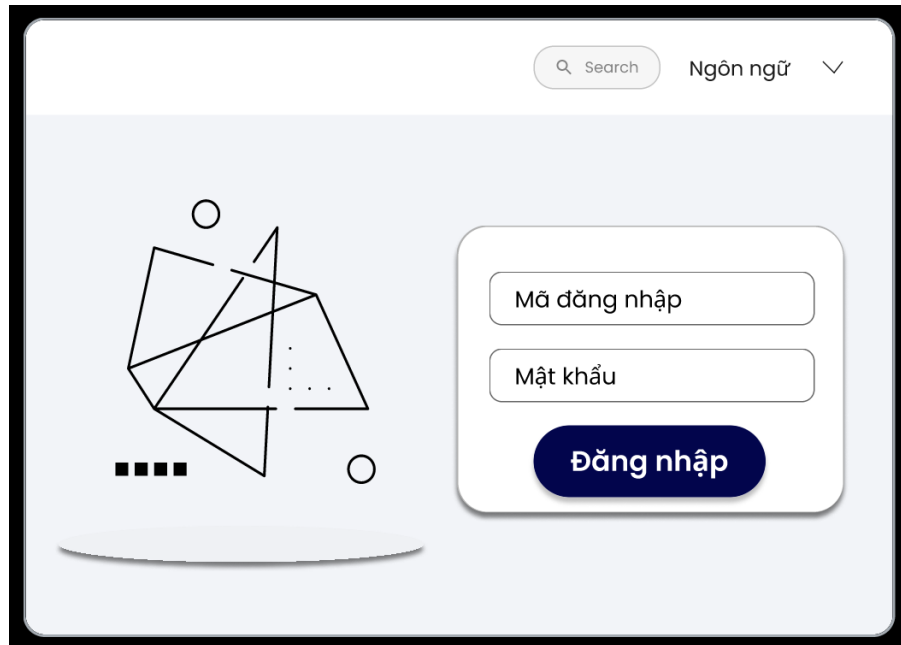 Search
Ngôn ngữ
Mã đăng nhập
Mật khẩu
Đăng nhập